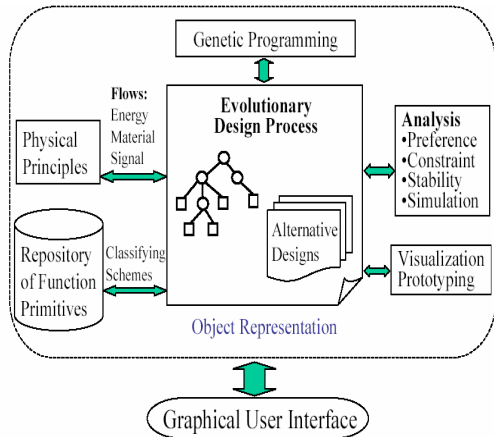 Genetic Programming
Flows:
Energy
Material
Signal
Physical
Principles
Evolutionary
Design Process
Analysis
•Preference
•Constraint
•Stability
•Simulation
Repository
of Function
Primitives
Classifying
Schemes
Alternative
Designs
Visualization
Prototyping
Object Representation
Graphical User Interface